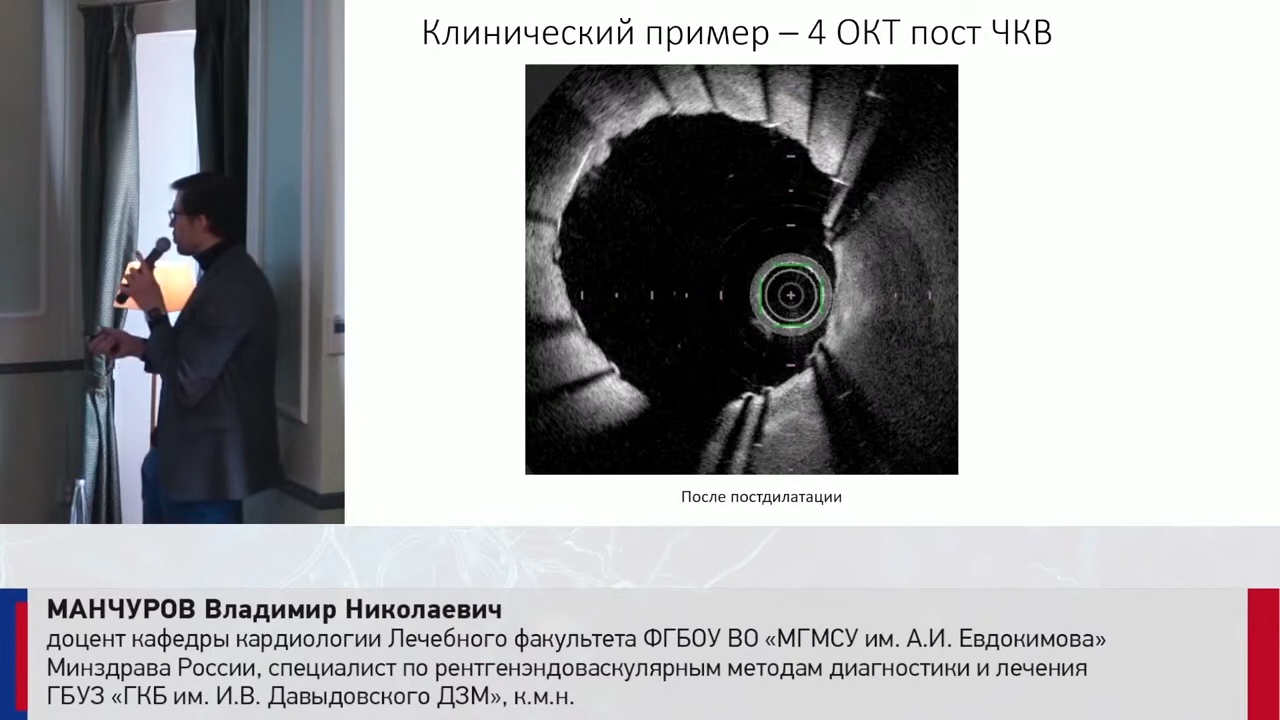 Клинический пример – 4 ОКТ пост ЧКВ
После постдилатации
МАНЧУРОВ Владимир Николаевич
доцент кафедры кардиологии Лечебного факультета ФГБОУ ВО «МГМСУ им. А.И. Евдокимова»
Минздрава России, специалист по рентгенэндоваскулярным методам диагностики и лечения
ГБУЗ «ГКБ им. И.В. Давыдовского ДЗМ», к.м.н.